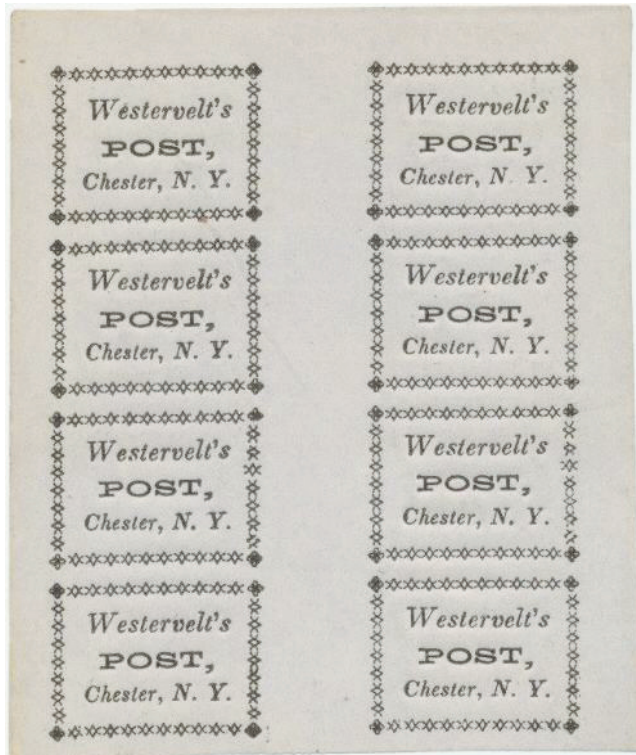 Westervelt's
POST,
Chester, N. Y.
Westervelt's
POST,
Chester, N. Y.
Westervelt's
POST,
Chester, N. Y.
Westervelt's
POST,
Chester, N. Y.
Westervelt's
POST,
Chester, N. Y.
Westervelt's
POST,
Chester, N. Y.
Westervelt's
POST,
Chester, N. Y.
Westervelt's
POST,
Chester, N. Y.